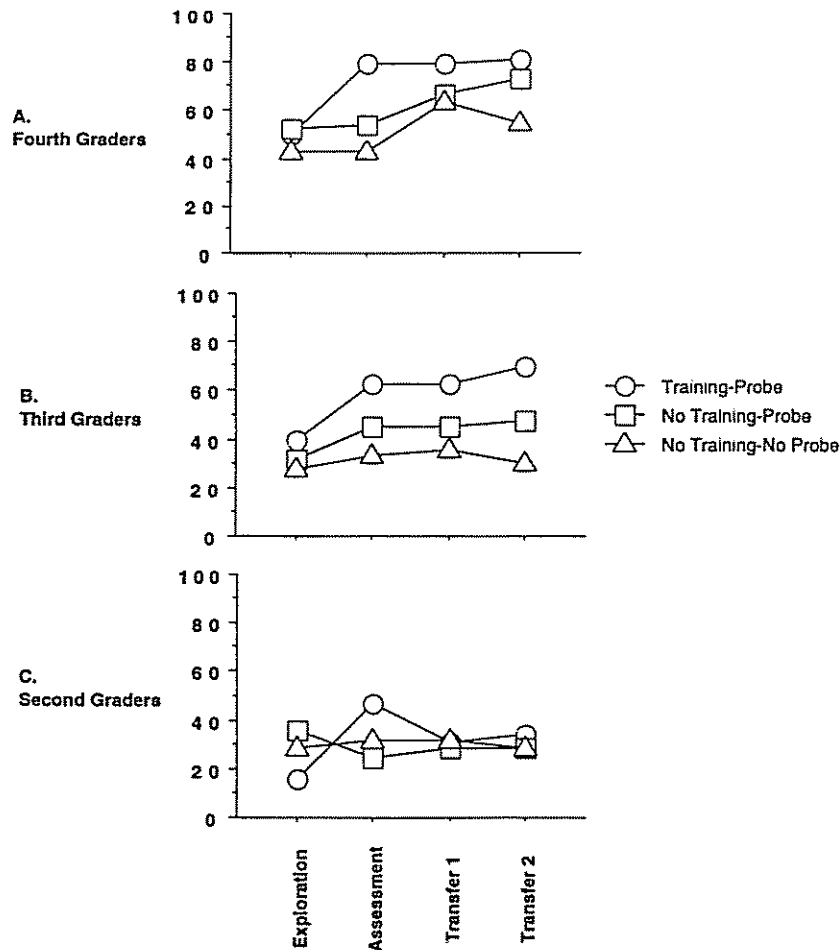 100
80
60
40
20
0
A.
Fourth Graders
100
80
60
40
20
0
B.
Third Graders
Training-Probe
No Training-Probe
No Training-No Probe
100
80
60
40
20
0
C.
Second Graders
Exploration
Assessment
Transfer 1
Transfer 2